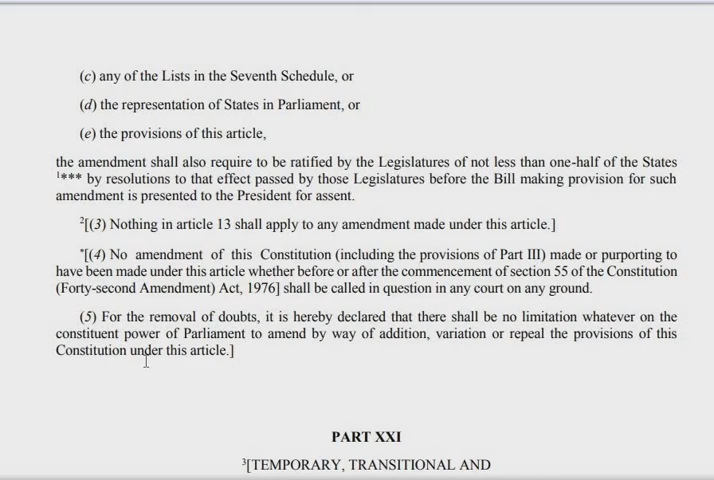 (c) any of the Lists in the Seventh Schedule, or
(d) the representation of States in Parliament, or
(e) the provisions of this article,
the amendment shall also require to be ratified by the Legislatures of not less than one-half of the States
1*** by resolutions to that effect passed by those Legislatures before the Bill making provision for such
amendment is presented to the President for assent.
2[(3) Nothing in article 13 shall apply to any amendment made under this article.]
*[(4) No amendment of this Constitution (including the provisions of Part III) made or purporting to
have been made under this article whether before or after the commencement of section 55 of the Constitution
(Forty-second Amendment) Act, 1976] shall be called in question in any court on any ground.
(5) For the removal of doubts, it is hereby declared that there shall be no limitation whatever on the
constituent power of Parliament to amend by way of addition, variation or repeal the provisions of this
Constitution under this article.]
PART XXI
3[TEMPORARY, TRANSITIONAL AND